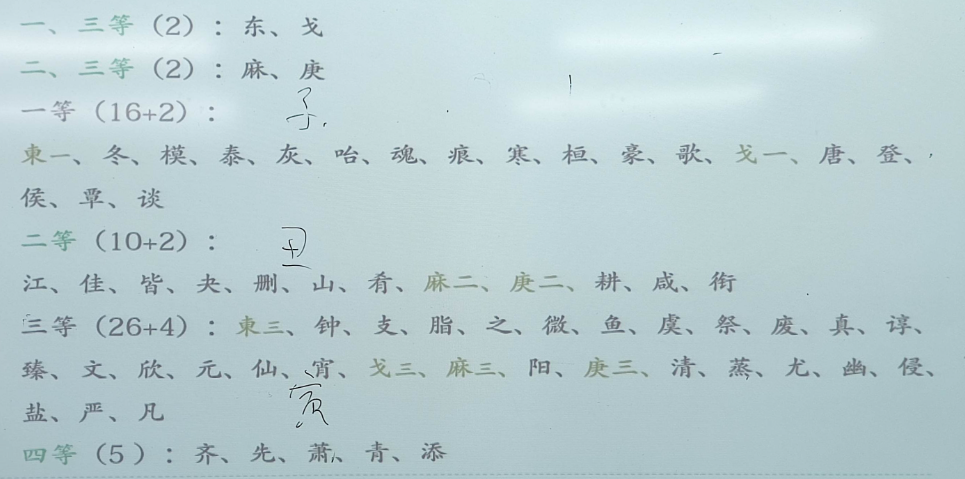 一、三等（2）：东、戈
二、三等（2）：麻、庚
一等（16+2）：
子
東一、冬、模、泰、灰、咍、魂、痕、寒、桓、豪、歌、戈一、唐、登、
侯、覃、谈
二等（10+2）：
丑
江、佳、皆、夬、删、山、肴、麻二、庚二、耕、咸、衔
三等（26+4）：東三、钟、支、脂、之、微、鱼、虞、祭、废、真、谆、
臻、文、欣、元、仙、宵、戈三、麻三、阳、庚三、清、蒸、尤、幽、侵、
盐、严、凡
寅
四等（5 ）：齐、先、萧、青、添